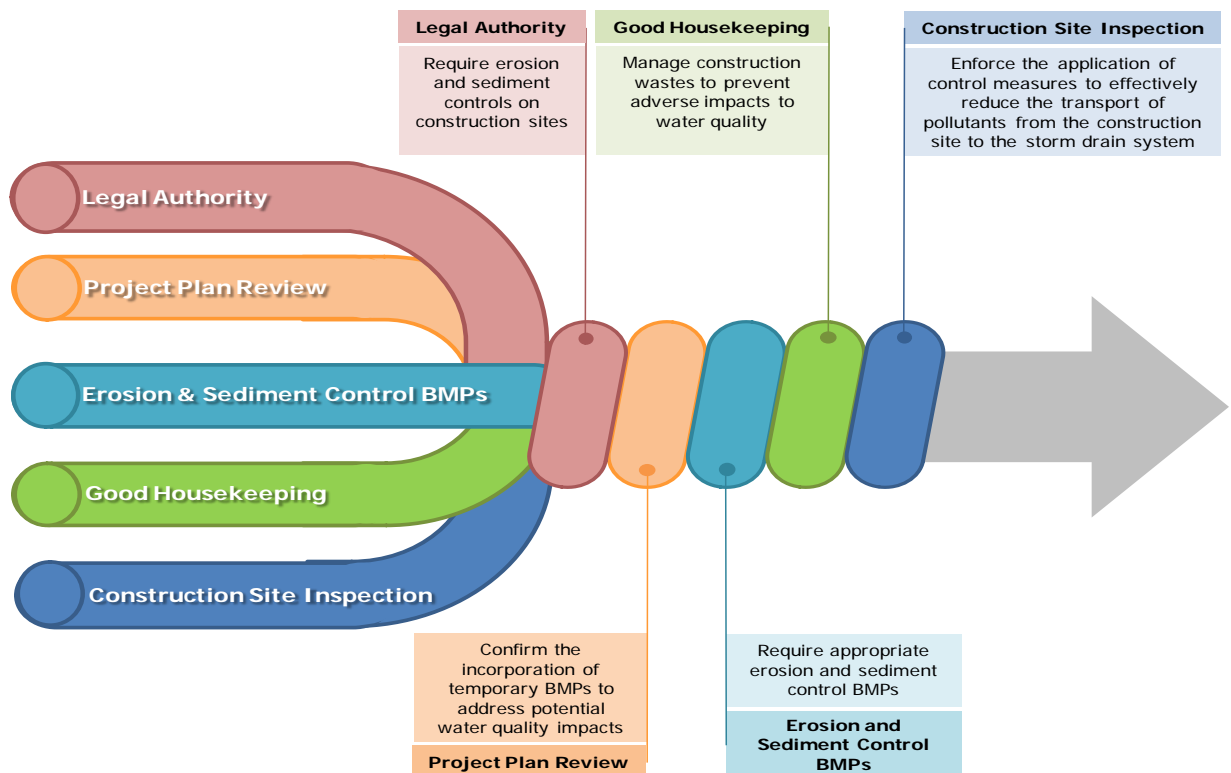 Legal Authority
Require erosion
and sediment
controls on
construction sites
Good Housekeeping
Manage construction
wastes to prevent
adverse impacts to
water quality
Construction Site Inspection
Enforce the application of
control measures to effectively
reduce the transport of
pollutants from the construction
site to the storm drain system
Legal Authority
Project Plan Review
Erosion & Sediment Control BMPs
Good Housekeeping
Construction Site Inspection
Confirm the
incorporation of
temporary BMPs to
address potential
water quality impacts
Project Plan Review
Require appropriate
erosion and sediment
control BMPs
Erosion and
Sediment Control
BMPs